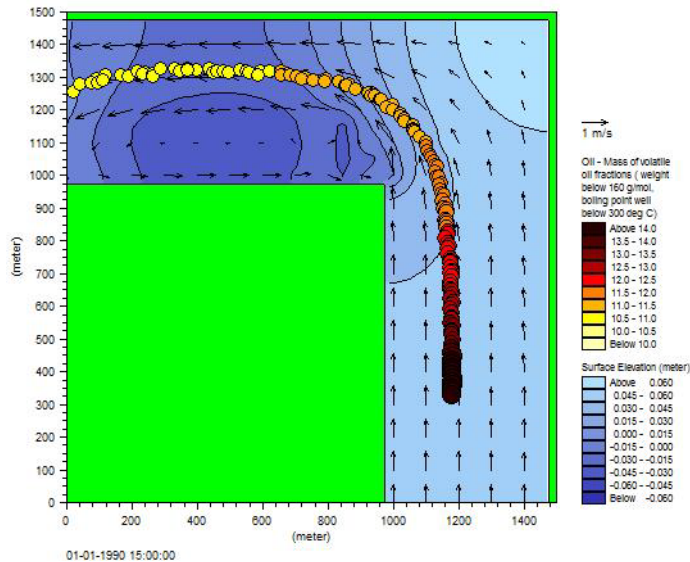 1500
1400
1300
1200
1100
1000
900
800
700
600
500
400
300
200
100
0
(meter)
0 200 400 600 800 1000 1200 1400
(meter)
01-01-1990 15:00:00
1 m/s
Oil - Mass of volatile
oil fractions ( weight
below 160 g/mol,
boiling point well
below 300 deg C)
Above 14.0
13.5 - 14.0
13.0 - 13.5
12.5 - 13.0
12.0 - 12.5
11.5 - 12.0
11.0 - 11.5
10.5 - 11.0
10.0 - 10.5
Below 10.0
Surface Elevation (meter)
Above 0.060
0.045 - 0.060
0.030 - 0.045
0.015 - 0.030
0.000 - 0.015
-0.015 - 0.000
-0.030 - -0.015
-0.045 - -0.030
-0.060 - -0.045
Below -0.060